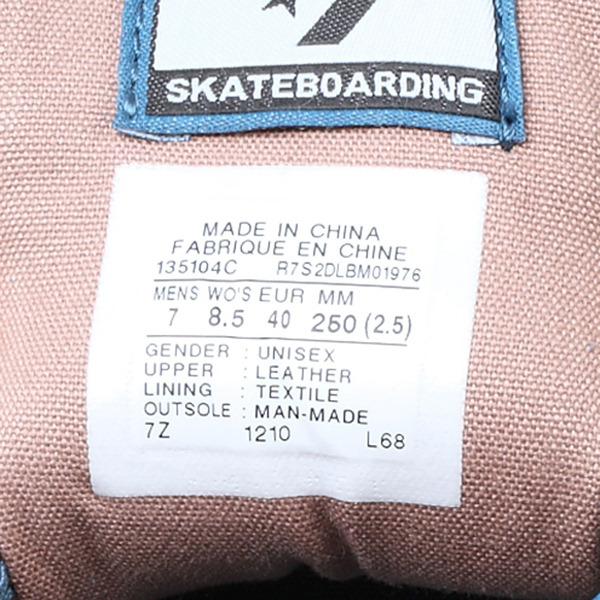 SKATEBOARDING
MADE IN CHINA
FABRIQUE EN CHINE
135104C R7S2DLBM01976
MENS WO'S EUR MM
7 8.5 40 260 (2.5)
GENDER : UNISEX
UPPER : LEATHER
LINING : TEXTILE
OUTSOLE : MAN-MADE
7Z 1210 L68